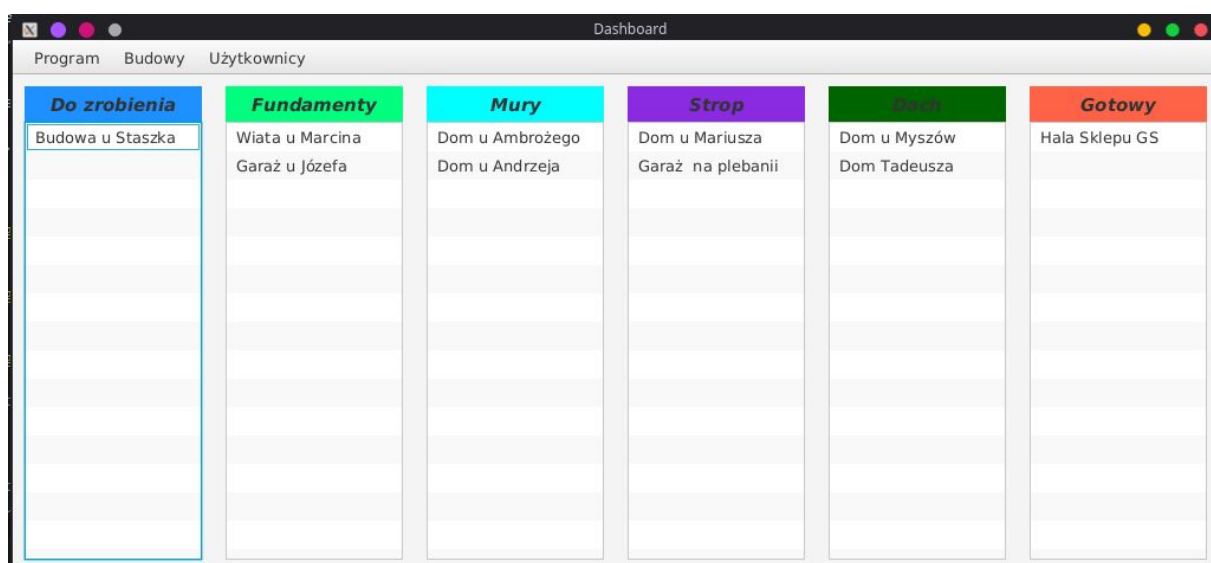 Dashboard
Program Budowy Użytkownicy
Do zrobienia
Budowa u Staszka
Fundamenty
Wiata u Marcina
Garaż u Józefa
Mury
Dom u Ambrożego
Dom u Andrzeja
Strop
Dom u Mariusza
Garaż  na plebanii
Dach
Dom u Myszów
Dom Tadeusza
Gotowy
Hala Sklepu GS